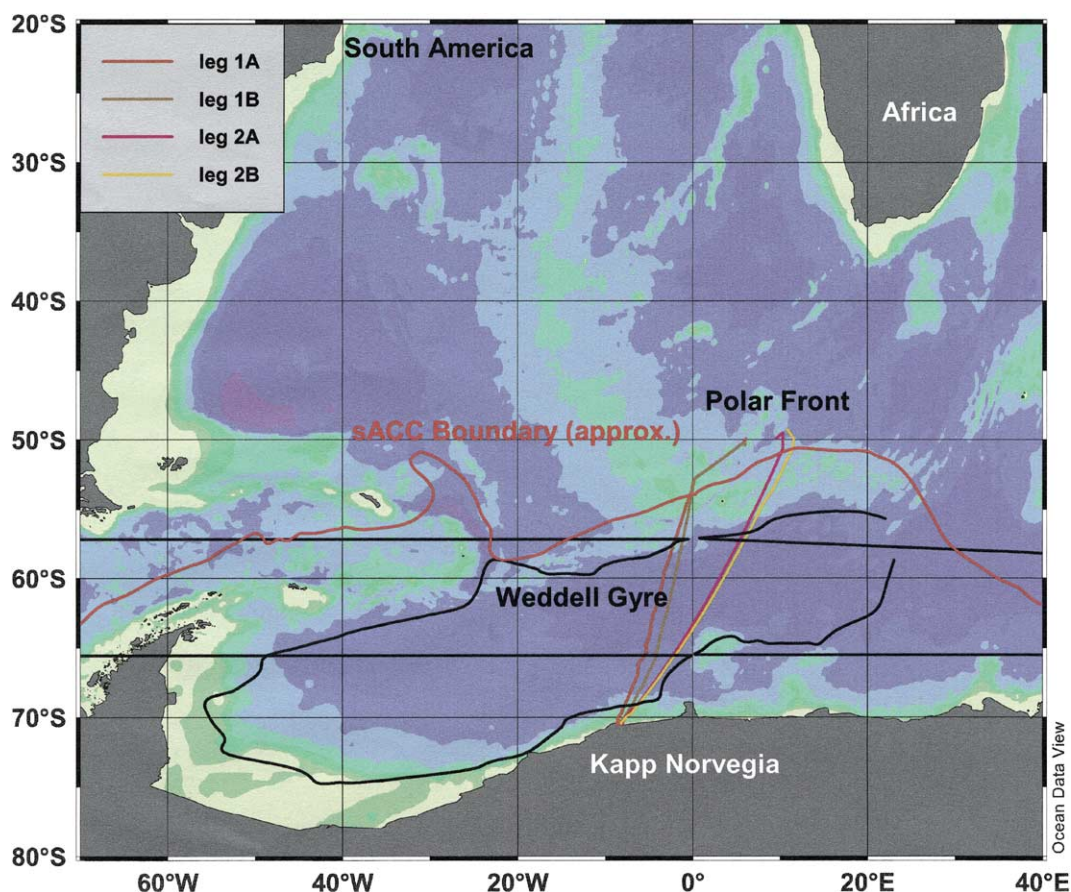 20°S
South America
leg 1A
leg 1B
leg 2A
leg 2B
Africa
30°S
40°S
Polar Front
50°S
sACC Boundary (approx.)
60°S
Weddell Gyre
70°S
Kapp Norvegia
80°S
60°W
40°W
20°W
0°
20°E
40°E
Ocean Data View